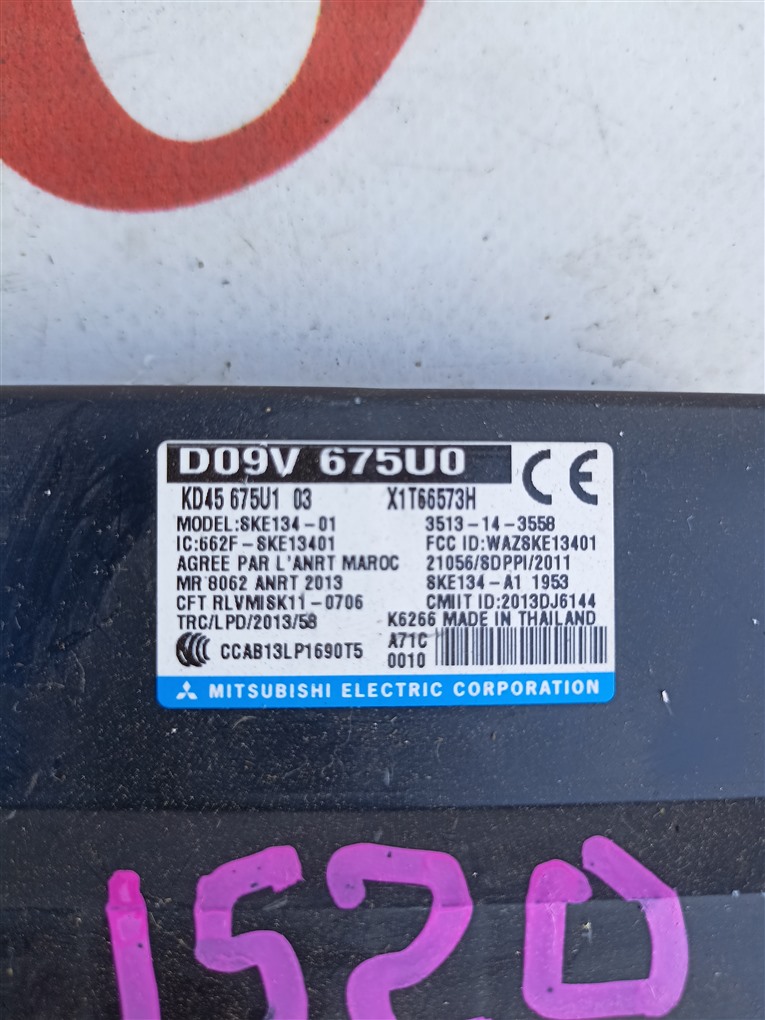 D09V 675U0
KD45 675U1 03 X1T66573H
MODEL:SKE134-01 3513-14-3558
IC:662F-SKE13401 FCC ID:WAZSKE13401
AGREE PAR L'ANRT MAROC 21056/SDPPI/2011
MR 8062 ANRT 2013 SKE134-A1 1953
CFT RLVMISK11-0706 CMIIT ID:2013DJ6144
TRC/LPD/2013/58 K6266 MADE IN THAILAND
CCAB13LP1690T5 A71C
0010
MITSUBISHI ELECTRIC CORPORATION
CE
1520